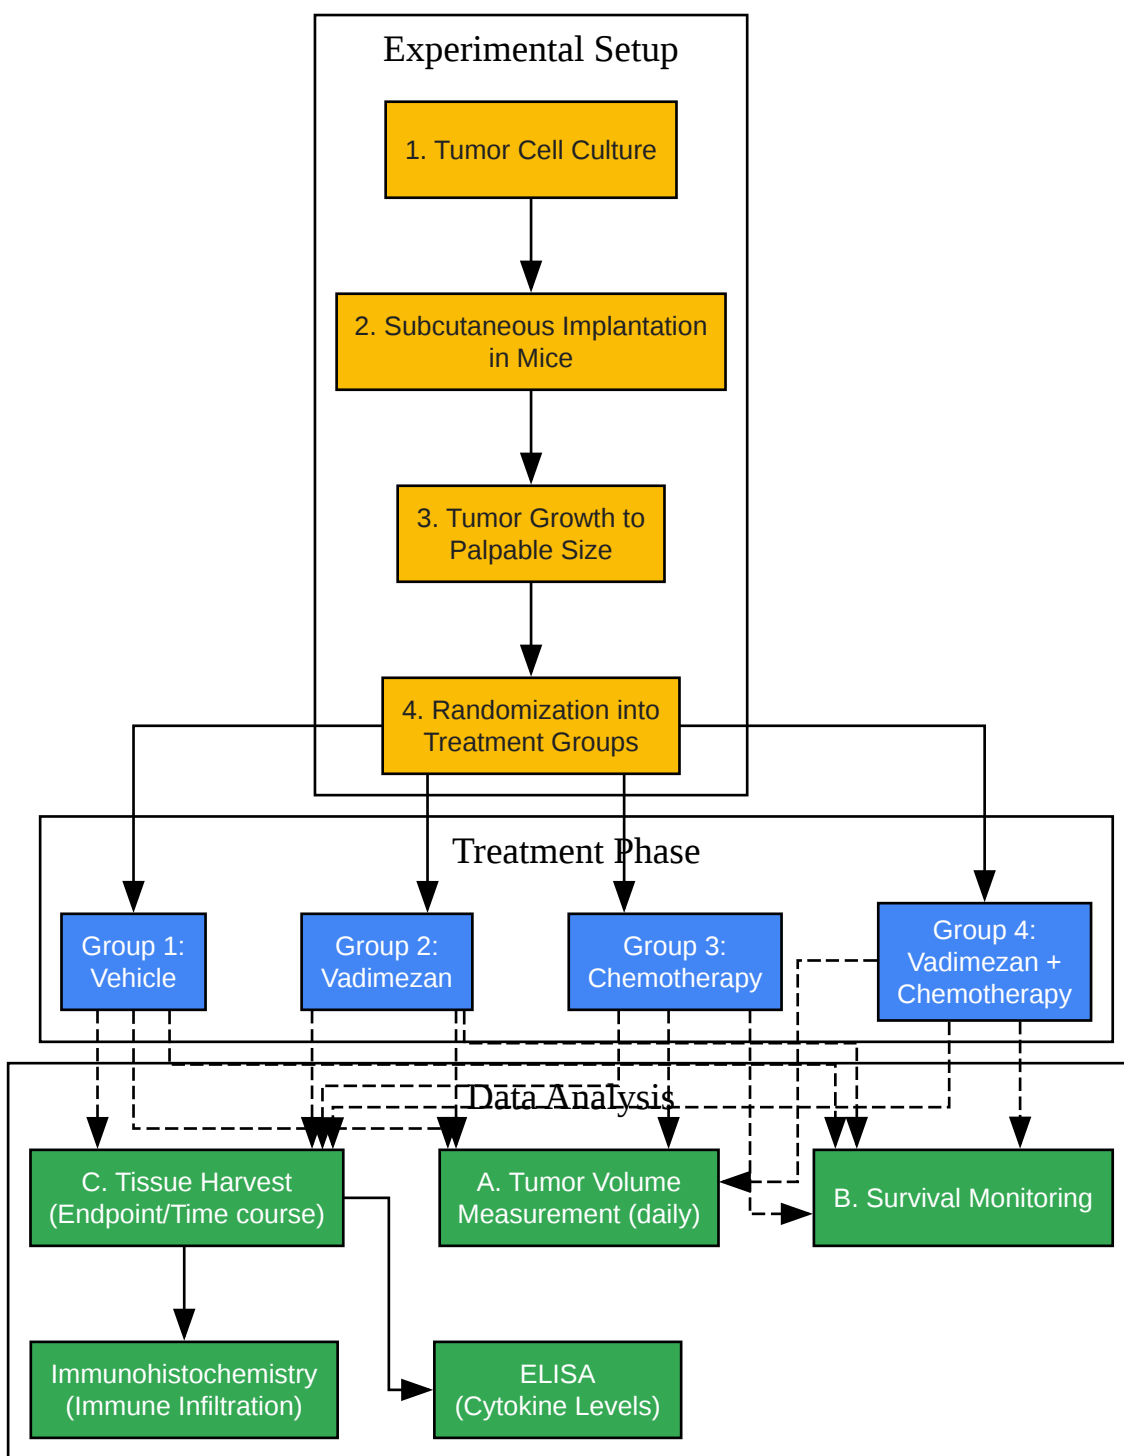 Experimental Setup
1. Tumor Cell Culture
2. Subcutaneous Implantation
in Mice
3. Tumor Growth to
Palpable Size
4. Randomization into
Treatment Groups
Treatment Phase
Group 1:
Vehicle
Group 2:
Vadimezan
Group 3:
Chemotherapy
Group 4:
Vadimezan +
Chemotherapy
Data Analysis
C. Tissue Harvest
(Endpoint/Time course)
A. Tumor Volume
Measurement (daily)
B. Survival Monitoring
Immunohistochemistry
(Immune Infiltration)
ELISA
(Cytokine Levels)